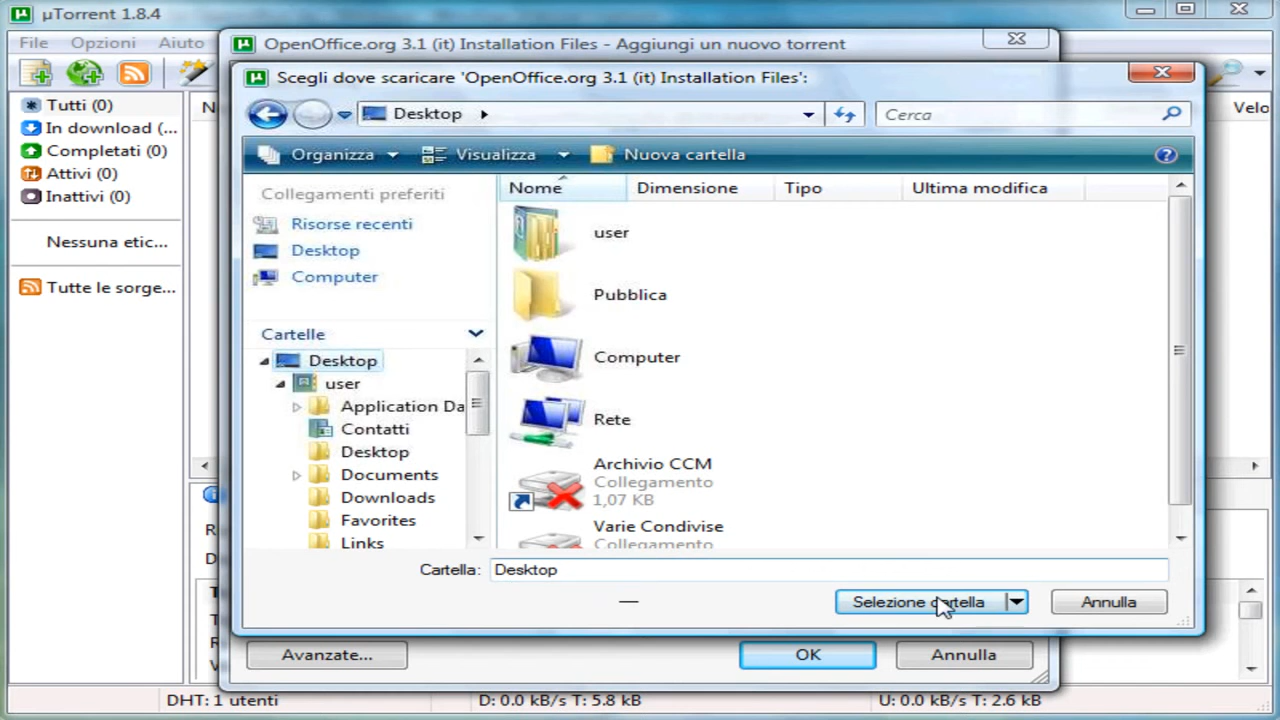 µTorrent 1.8.4
File Opzioni Aiuto
OpenOffice.org 3.1 (it) Installation Files - Aggiungi un nuovo torrent
Scegli dove scaricare 'OpenOffice.org 3.1 (it) Installation Files':
Desktop
Cerca
Organizza Visualizza Nuova cartella
Tutti (0)
In download (...
Completati (0)
Attivi (0)
Inattivi (0)
Nessuna etic...
Tutte le sorge...
N
Velo
Collegamenti preferiti
Risorse recenti
Desktop
Computer
Cartelle
Desktop
user
Application Da
Contatti
Desktop
Documents
Downloads
Favorites
Links
Nome Dimensione Tipo Ultima modifica
user
Pubblica
Computer
Rete
Archivio CCM
Collegamento
1,07 KB
Varie Condivise
Collegamento
Cartella: Desktop
Selezione cartella Annulla
Avanzate... OK Annulla
DHT: 1 utenti D: 0.0 kB/s T: 5.8 kB U: 0.0 kB/s T: 2.6 kB